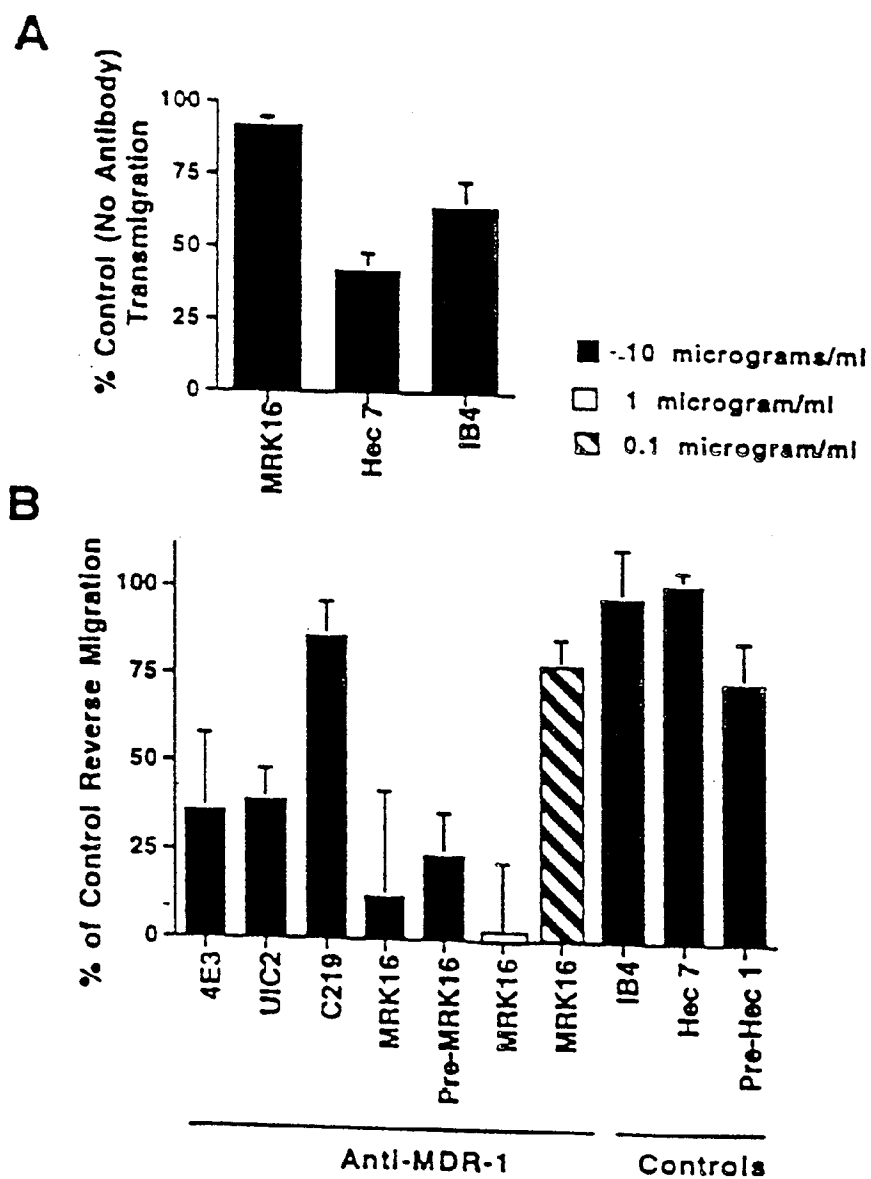 A
% Control (No Antibody)
Transmigration
100
75
50
25
0
MRK16
Hec 7
IB4
10 micrograms/ml
1 microgram/ml
0.1 microgram/ml
B
% of Control Reverse Migration
100
75
50
25
0
4E3
UIC2
C219
MRK16
Pre-MRK16
MRK16
MRK16
IB4
Hec 7
Pre-Hec 1
Anti-MDR-1
Controls